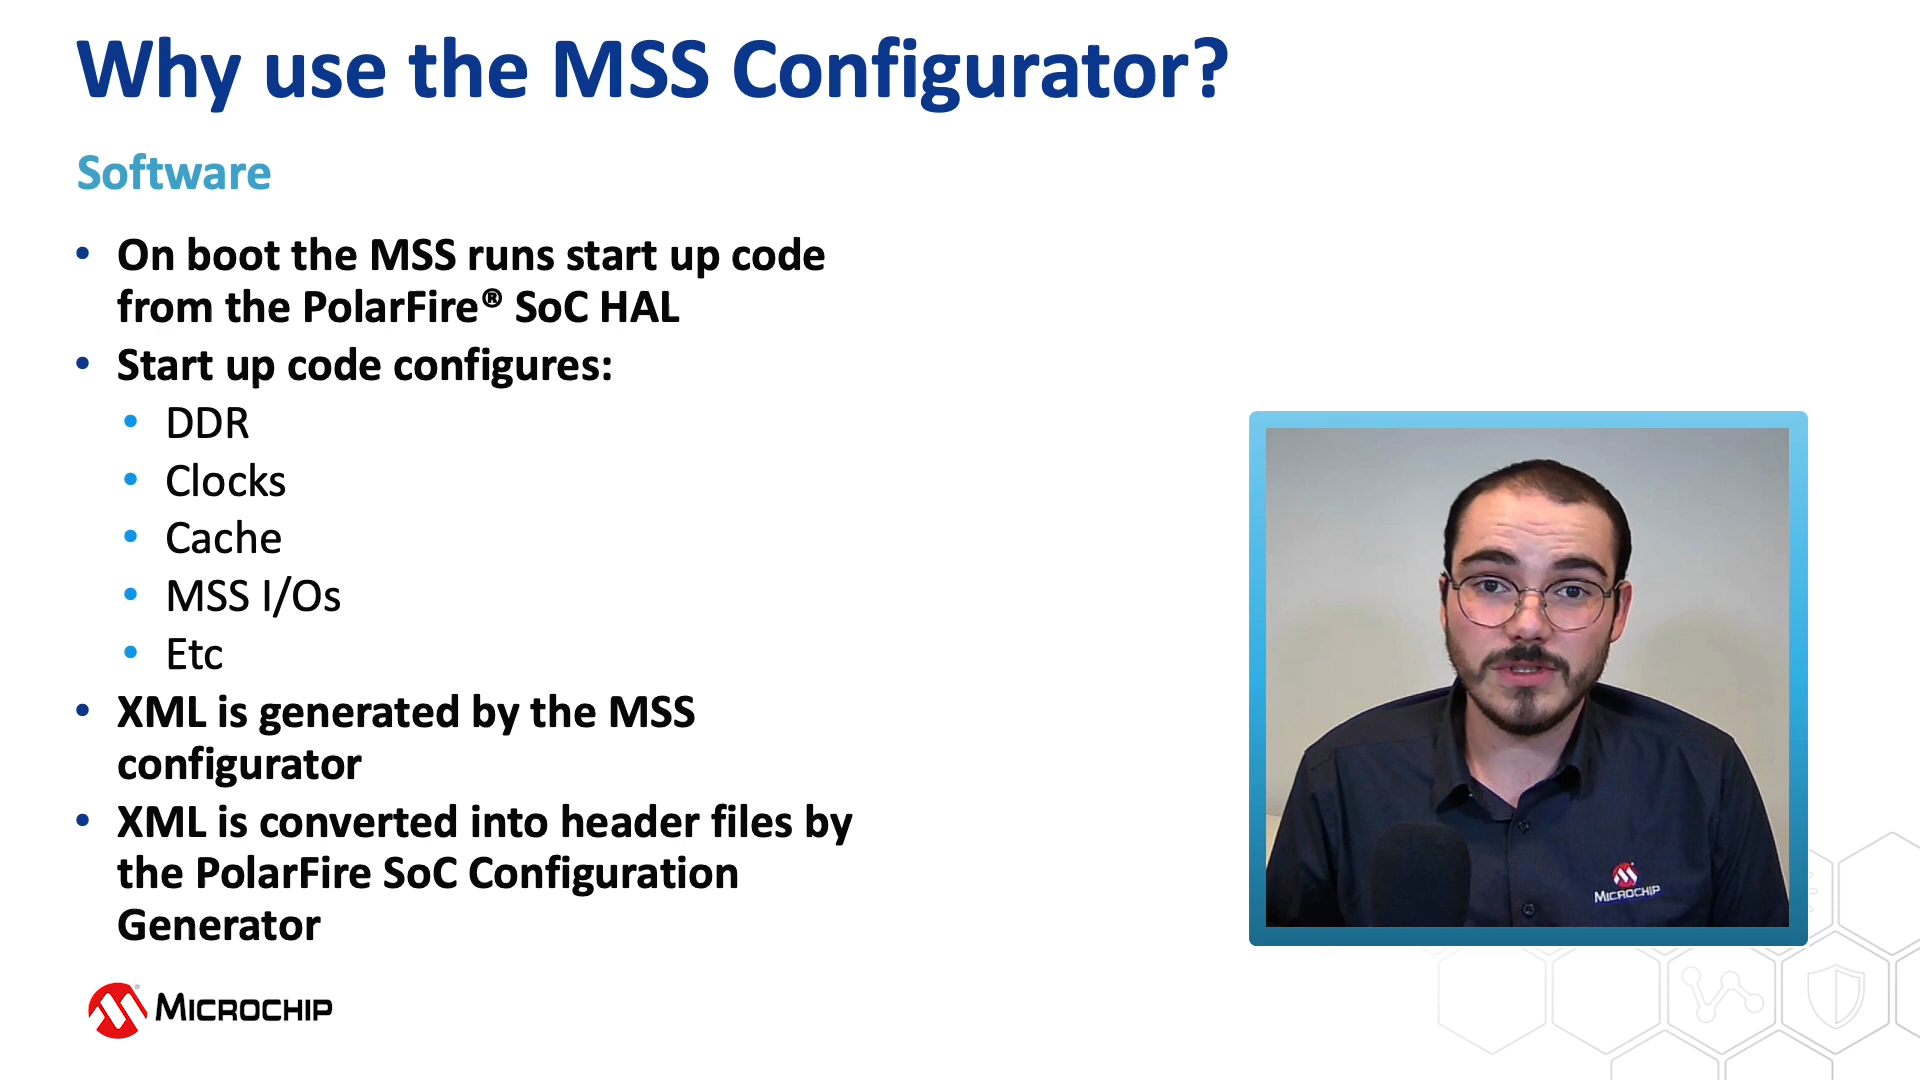 Why use the MSS Configurator?
Software
• On boot the MSS runs start up code
from the PolarFire® SoC HAL
• Start up code configures:
• DDR
• Clocks
• Cache
• MSS I/Os
• Etc
• XML is generated by the MSS
configurator
• XML is converted into header files by
the PolarFire SoC Configuration
Generator
MICROCHIP
MICROCHIP